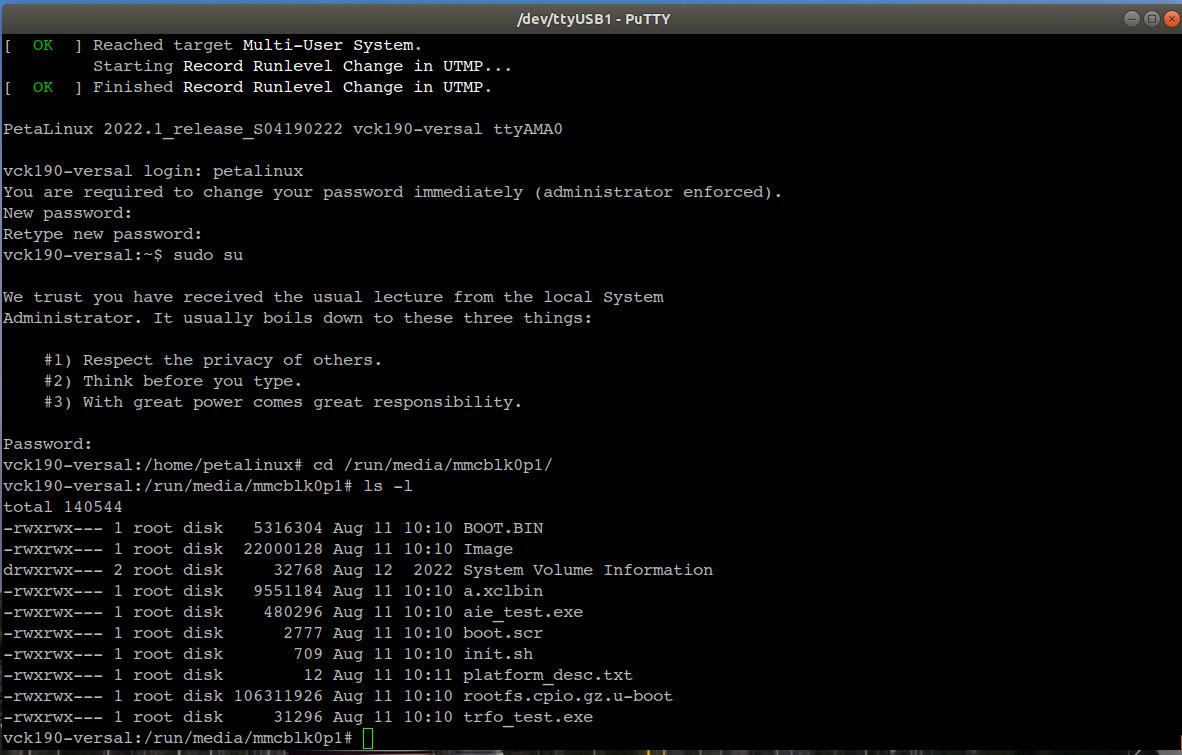 /dev/ttyUSB1 - PuTTY
[  OK  ] Reached target Multi-User System.
         Starting Record Runlevel Change in UTMP...
[  OK  ] Finished Record Runlevel Change in UTMP.
PetaLinux 2022.1_release_S04190222 vck190-versal ttyAMA0
vck190-versal login: petalinux
You are required to change your password immediately (administrator enforced).
New password:
Retype new password:
vck190-versal:~$ sudo su
We trust you have received the usual lecture from the local System
Administrator. It usually boils down to these three things:
    #1) Respect the privacy of others.
    #2) Think before you type.
    #3) With great power comes great responsibility.
Password:
vck190-versal:/home/petalinux# cd /run/media/mmcblk0p1/
vck190-versal:/run/media/mmcblk0p1# ls -l
total 140544
-rwxrwx--- 1 root disk   5316304 Aug 11 10:10 BOOT.BIN
-rwxrwx--- 1 root disk  22000128 Aug 11 10:10 Image
drwxrwx--- 2 root disk     32768 Aug 12  2022 System Volume Information
-rwxrwx--- 1 root disk   9551184 Aug 11 10:10 a.xclbin
-rwxrwx--- 1 root disk    480296 Aug 11 10:10 aie_test.exe
-rwxrwx--- 1 root disk      2777 Aug 11 10:10 boot.scr
-rwxrwx--- 1 root disk       709 Aug 11 10:10 init.sh
-rwxrwx--- 1 root disk        12 Aug 11 10:11 platform_desc.txt
-rwxrwx--- 1 root disk 106311926 Aug 11 10:10 rootfs.cpio.gz.u-boot
-rwxrwx--- 1 root disk     31296 Aug 11 10:10 trfo_test.exe
vck190-versal:/run/media/mmcblk0p1#